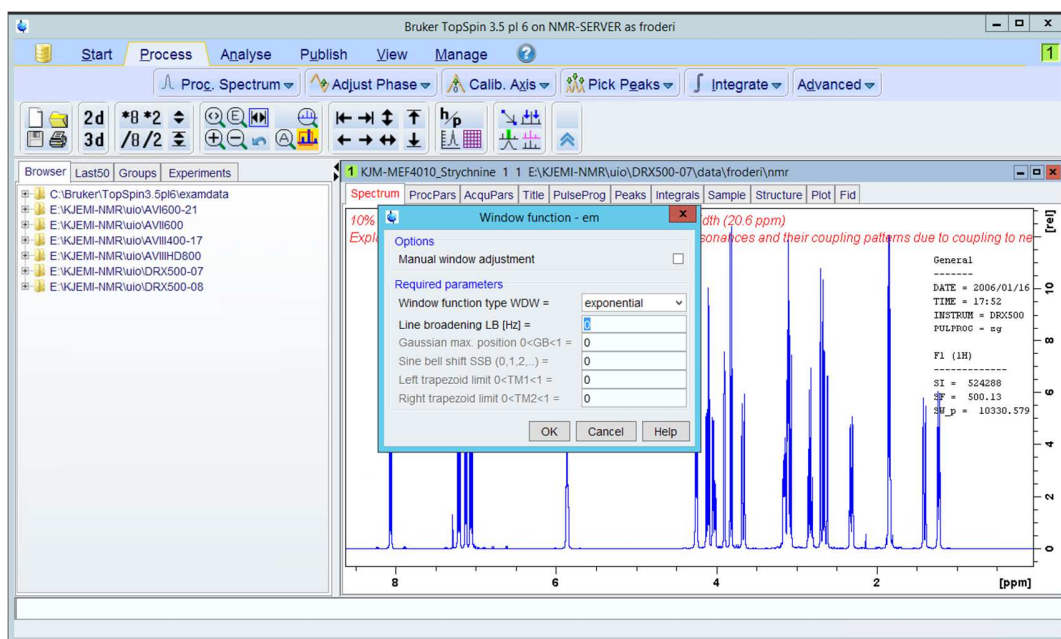 Bruker TopSpin 3.5 pl 6 on NMR-SERVER as froderi
Start Process Analyse Publish View Manage ? 1
Proc. Spectrum Adjust Phase Calib. Axis Pick Peaks Integrate Advanced
2d *8 *2 E h/p
3d /8 /2 A
Browser Last50 Groups Experiments
C:\Bruker\TopSpin3.5pl6\examdata
E:\KJEMI-NMR\uio\AVI600-21
E:\KJEMI-NMR\uio\AVII600
E:\KJEMI-NMR\uio\AVIII400-17
E:\KJEMI-NMR\uio\AVIIIHD800
E:\KJEMI-NMR\uio\DRX500-07
E:\KJEMI-NMR\uio\DRX500-08
1 KJM-MEF4010_Strychnine 1 1 E:\KJEMI-NMR\uio\DRX500-07\data\froderi\nmr
Spectrum ProcPars AcquPars Title PulseProg Peaks Integrals Sample Structure Plot Fid
10% dth (20.6 ppm)
Expl sonances and their coupling patterns due to coupling to ne
Window function - em x
Options
Manual window adjustment
Required parameters
Window function type WDW = exponential
Line broadening LB [Hz] = 0
Gaussian max. position 0<GB<1 = 0
Sine bell shift SSB (0,1,2,..) = 0
Left trapezoid limit 0<TM1<1 = 0
Right trapezoid limit 0<TM2<1 = 0
OK Cancel Help
General
-------
DATE = 2006/01/16
TIME = 17:52
INSTRUM = DRX500
PULPROG = zg
F1 (1H)
-------------
SI = 524288
SF = 500.13
SW_p = 10330.579
[rel]
10
8
6
4
2
0
8 6 4 2 [ppm]